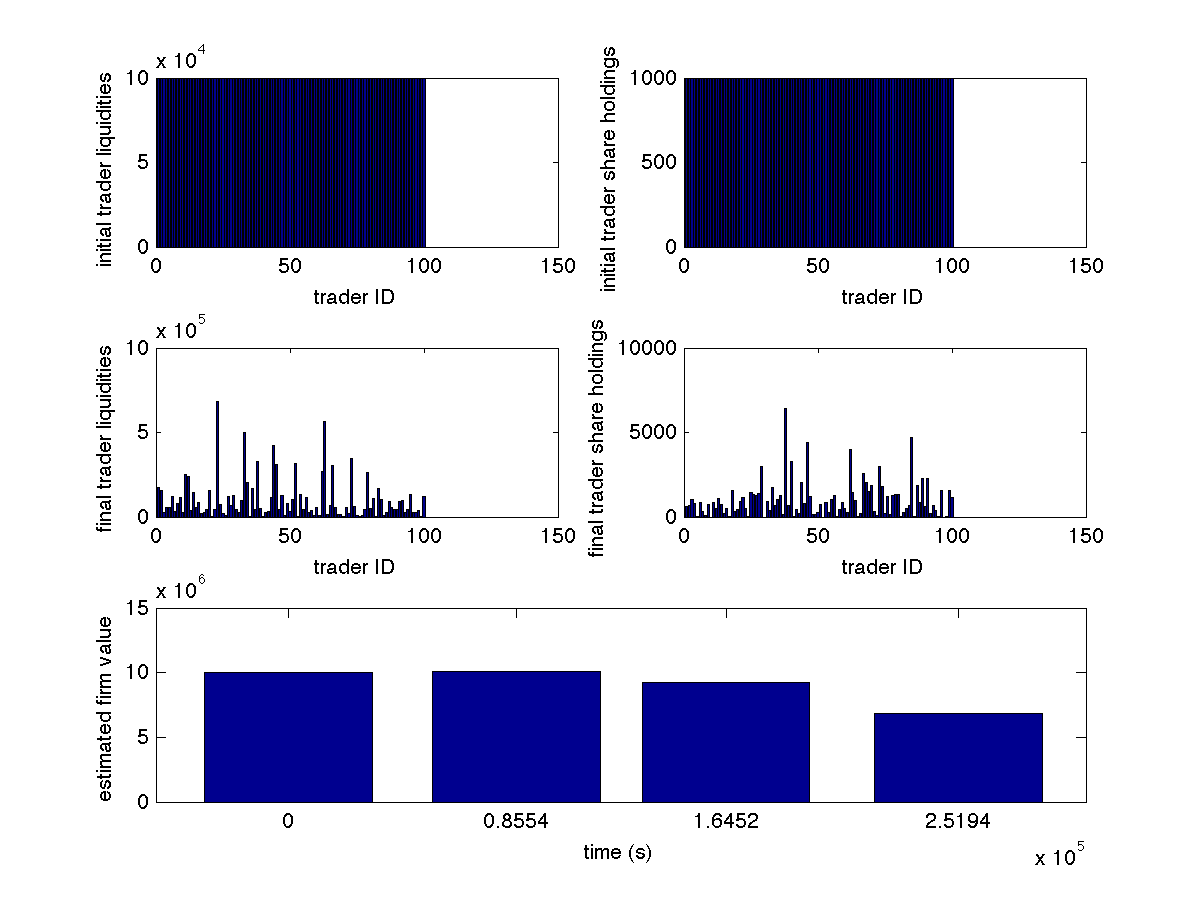 x 10^4
10
5
0
initial trader liquidities
0 50 100 150
trader ID
1000
500
0
initial trader share holdings
0 50 100 150
trader ID
x 10^5
10
5
0
final trader liquidities
0 50 100 150
trader ID
10000
5000
0
final trader share holdings
0 50 100 150
trader ID
x 10^6
15
10
5
0
estimated firm value
0 0.8554 1.6452 2.5194
time (s)
x 10^5